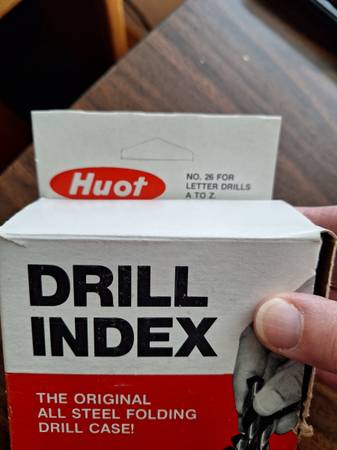 Huot
NO. 26 FOR
LETTER DRILLS
A TO Z.
DRILL
INDEX
THE ORIGINAL
ALL STEEL FOLDING
DRILL CASE!